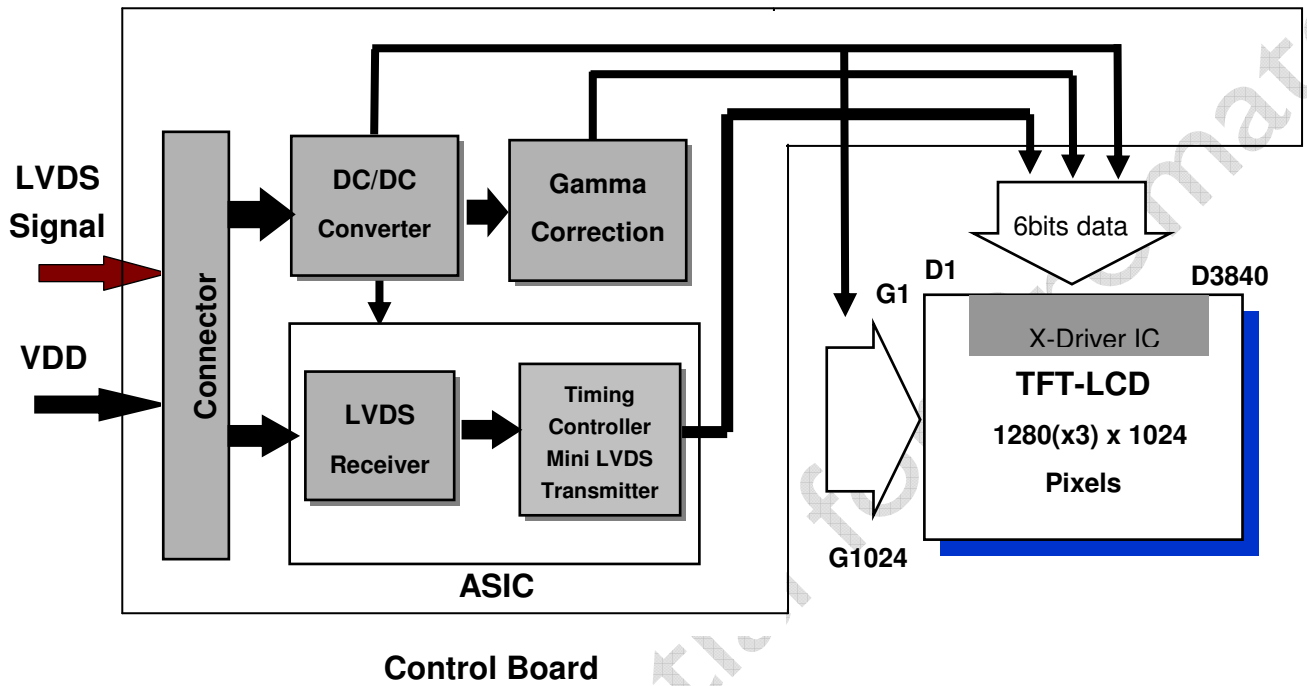 LVDS
Signal
VDD
Connector
DC/DC
Converter
Gamma
Correction
LVDS
Receiver
Timing
Controller
Mini LVDS
Transmitter
ASIC
Control Board
6bits data
D1
D3840
G1
G1024
X-Driver IC
TFT-LCD
1280(x3) x 1024
Pixels